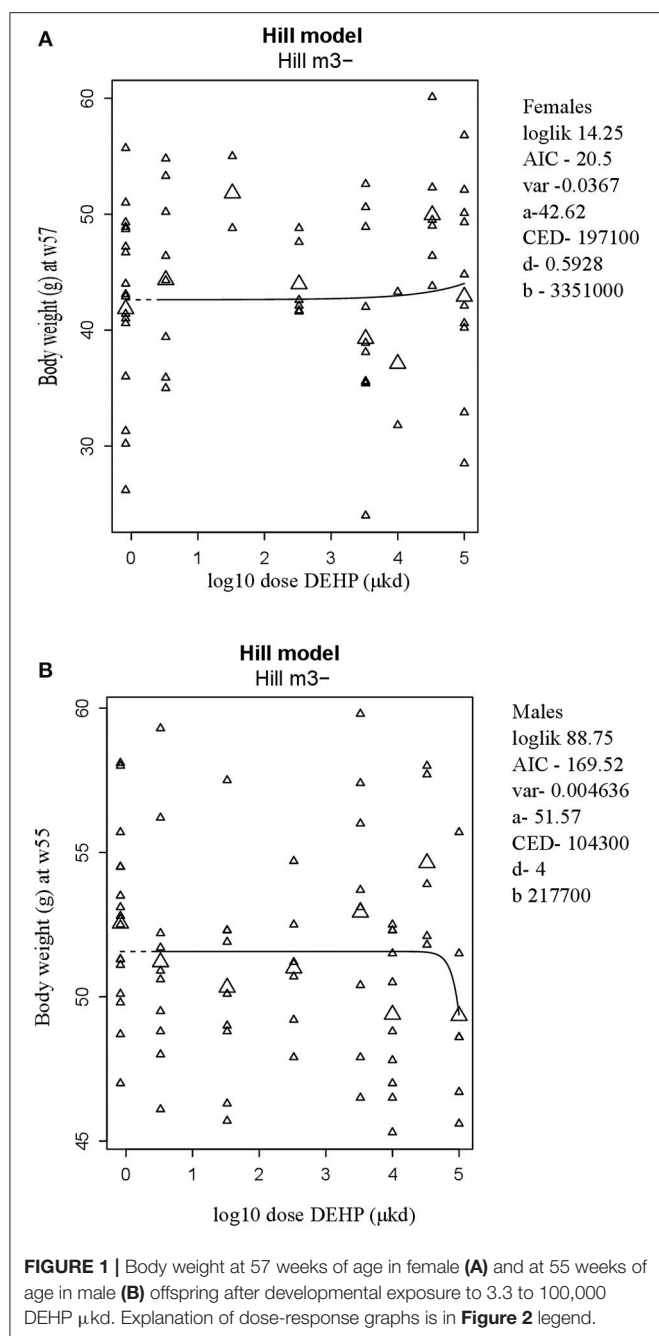 A
Hill model
Hill m3−
60
50
40
30
Body weight (g) at w57
0 1 2 3 4 5
log10 dose DEHP (μkd)
Females
loglik 14.25
AIC - 20.5
var -0.0367
a-42.62
CED- 197100
d- 0.5928
b - 3351000
B
Hill model
Hill m3−
60
55
50
45
Body weight (g) at w55
0 1 2 3 4 5
log10 dose DEHP (μkd)
Males
loglik 88.75
AIC - 169.52
var- 0.004636
a- 51.57
CED- 104300
d- 4
b 217700
FIGURE 1 | Body weight at 57 weeks of age in female (A) and at 55 weeks of
age in male (B) offspring after developmental exposure to 3.3 to 100,000
DEHP μkd. Explanation of dose-response graphs is in Figure 2 legend.